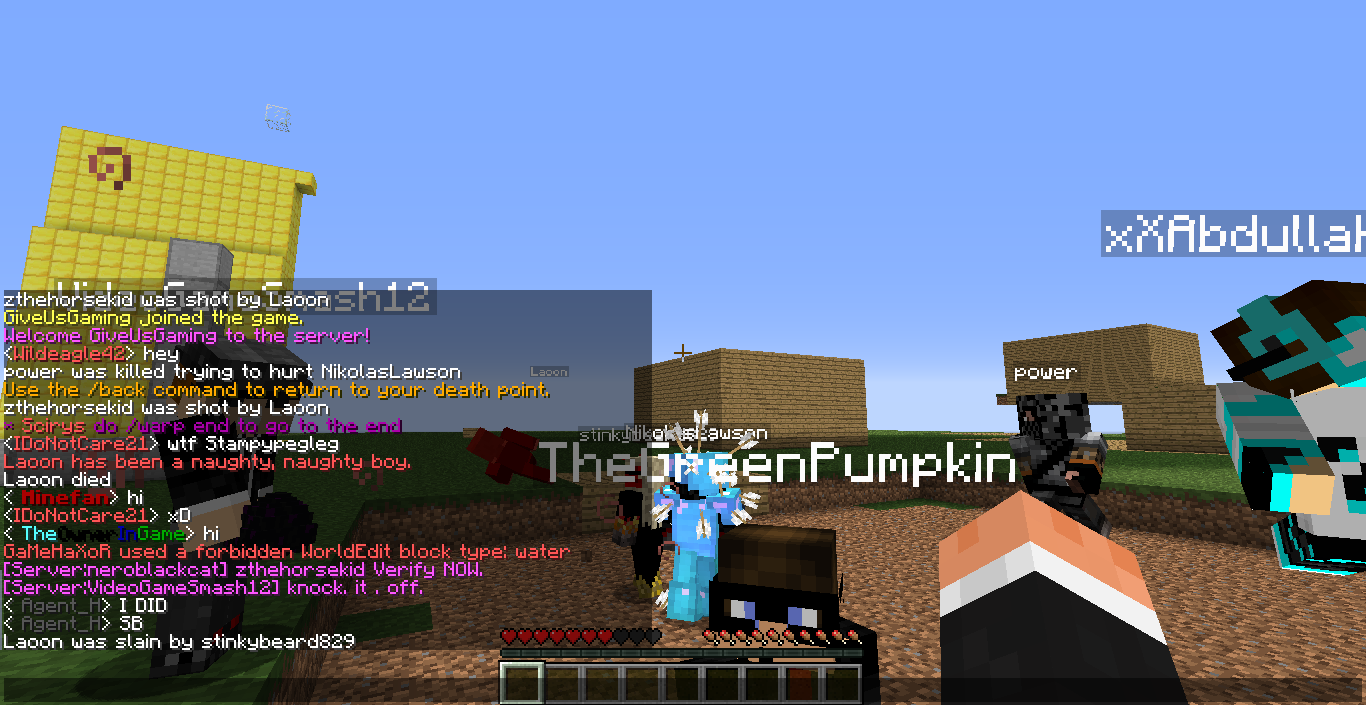 xXAbdullah
VideoGameSmash12
zthehorsekid was shot by Laoon
GiveUsGaming joined the game.
Welcome GiveUsGaming to the server!
<Wildeagle42> hey
power was killed trying to hurt NikolasLawson
Laoon
power
Use the /back command to return to your death point.
zthehorsekid was shot by Laoon
* Scirys do /warp end to go to the end
NikolasLawson
<IDoNotCare21> wtf Stampypegleg
Laoon has been a naughty, naughty boy.
TheGreenPumpkin
Laoon died
< Minefan> hi
<IDoNotCare21> xD
< TheOwnerInGame> hi
GaMeHaXoR used a forbidden WorldEdit block type: water
[Server:neroblackcat] zthehorsekid Verify NOW.
[Server:VideoGameSmash12] knock. it . off.
< Agent_H> I DID
< Agent_H> SB
Laoon was slain by stinkybeard829